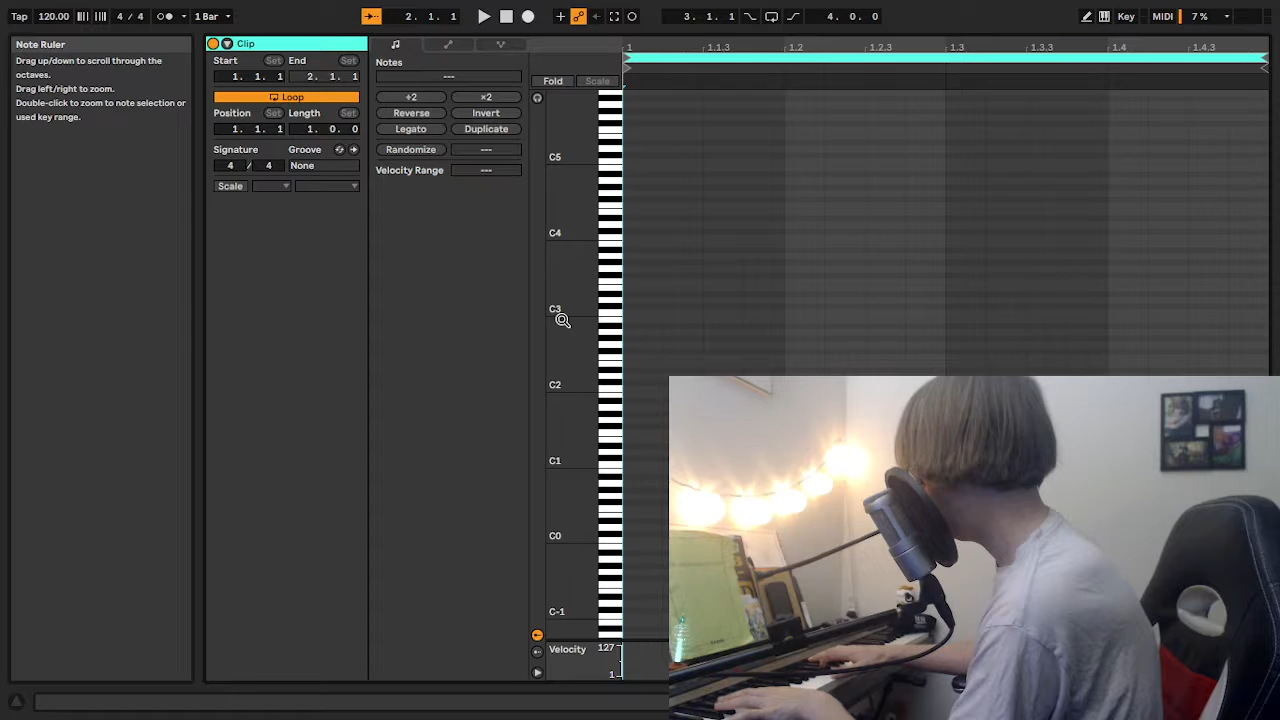 Tap 120.00 4 / 4 1 Bar 2. 1. 1 3. 1. 1 4. 0. 0 Key MIDI 7 %
Note Ruler
Drag up/down to scroll through the
octaves.
Drag left/right to zoom.
Double-click to zoom to note selection or
used key range.
Clip
Start Set End Set
1. 1. 1 2. 1. 1
Loop
Position Set Length Set
1. 1. 1 1. 0. 0
Signature Groove
4 / 4 None
Scale
Notes
---
÷2 ×2
Reverse Invert
Legato Duplicate
Randomize ---
Velocity Range ---
1 1.1.3 1.2 1.2.3 1.3 1.3.3 1.4 1.4.3
Fold Scale
C5
C4
C3
C2
C1
C0
C-1
Velocity 127
1